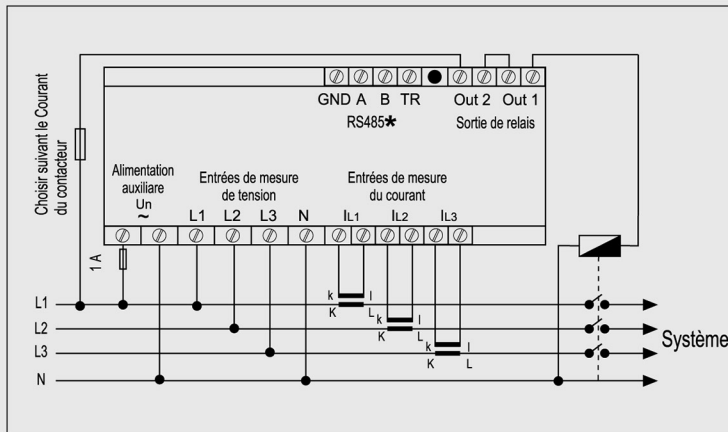 GND A B TR Out 2 Out 1
RS485* Sortie de relais
Choisir suivant le Courant
du contacteur
Alimentation
auxiliare
Un
~
Entrées de mesure
de tension
Entrées de mesure
du courant
L1 L2 L3 N IL1 IL2 IL3
1 A
L1 k l
K L
L2 k l
K L
L3 k l
K L
N
Système